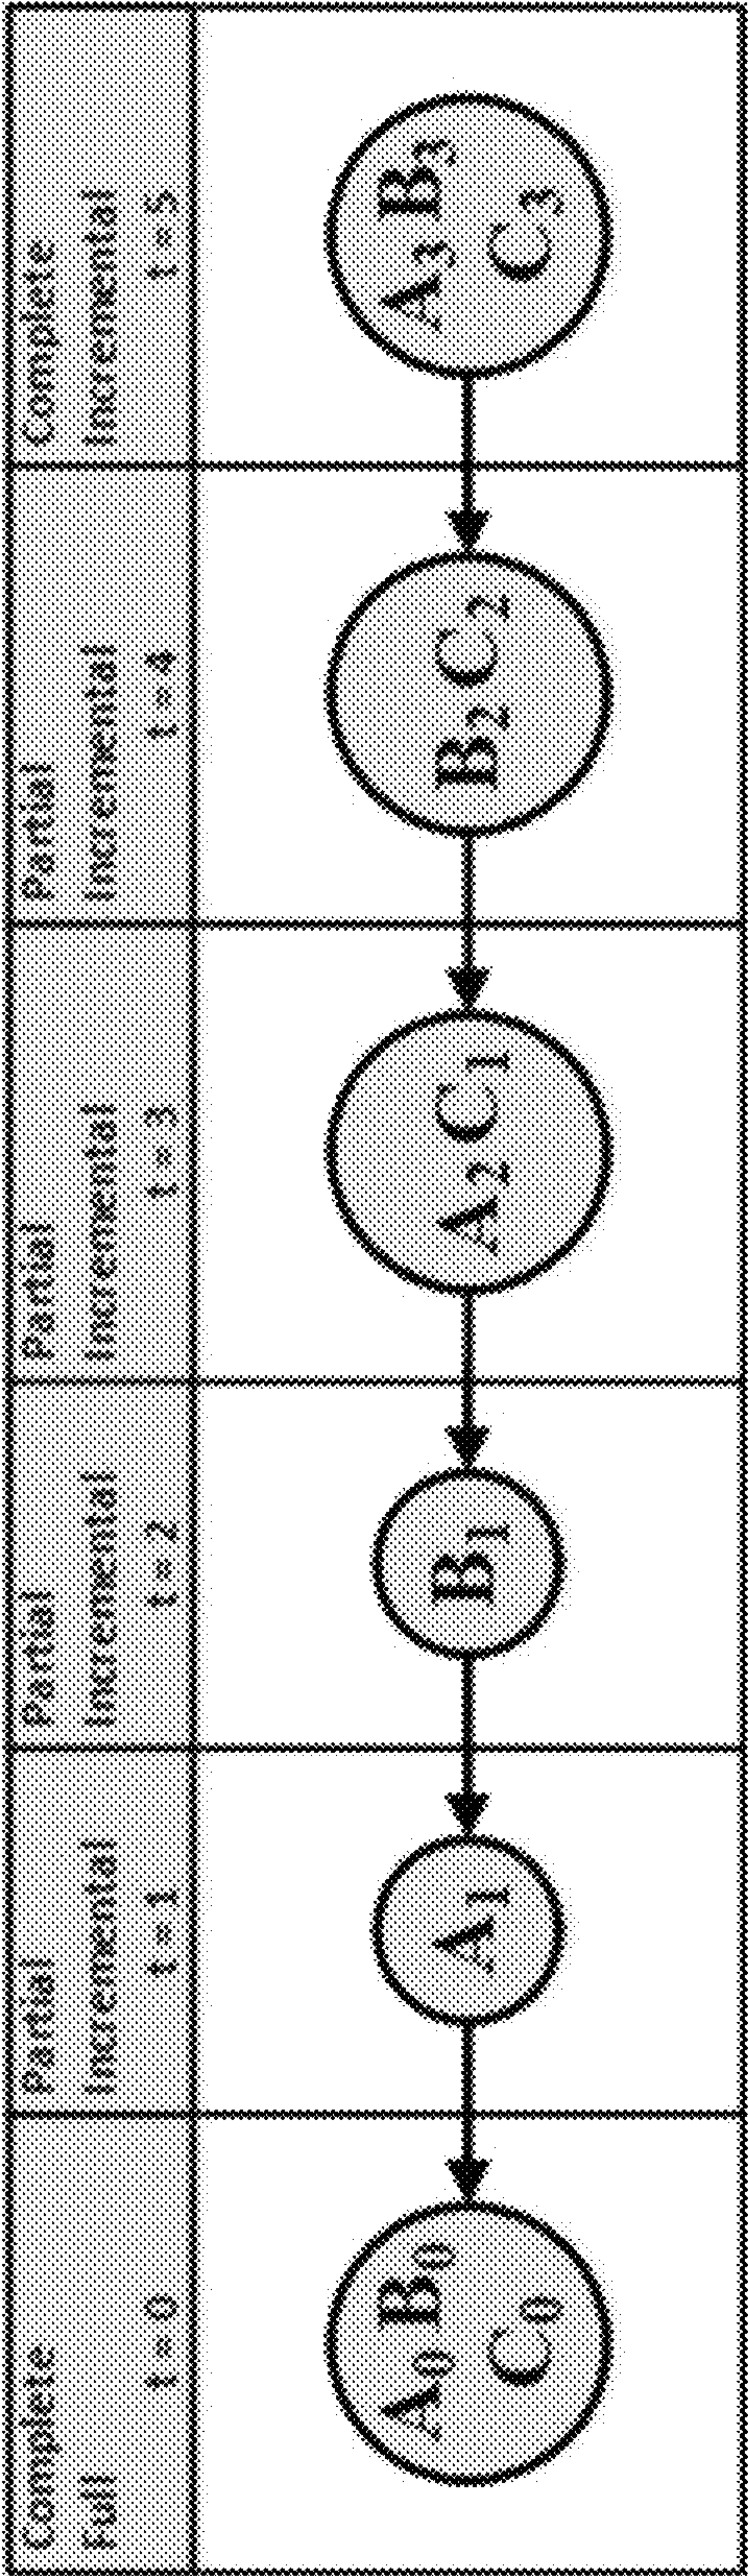 Complete
Full
t = 0
Partial
Incremental
t = 1
Partial
Incremental
t = 2
Partial
Incremental
t = 3
Partial
Incremental
t = 4
Complete
Incremental
t = 5
A₀ B₀
C₀
A₁
B₁
A₂ C₁
B₂ C₂
A₃ B₃
C₃